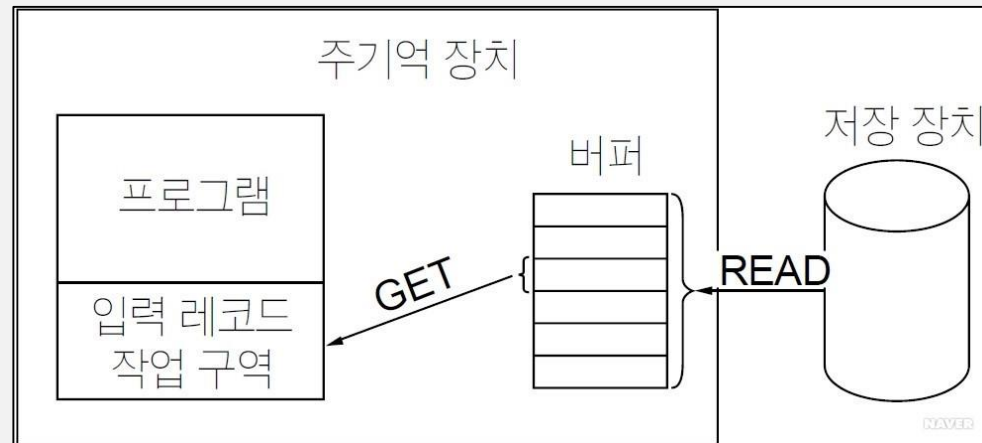 주기억 장치
저장 장치
버퍼
프로그램
READ
GET
입력 레코드
작업 구역
NAVER